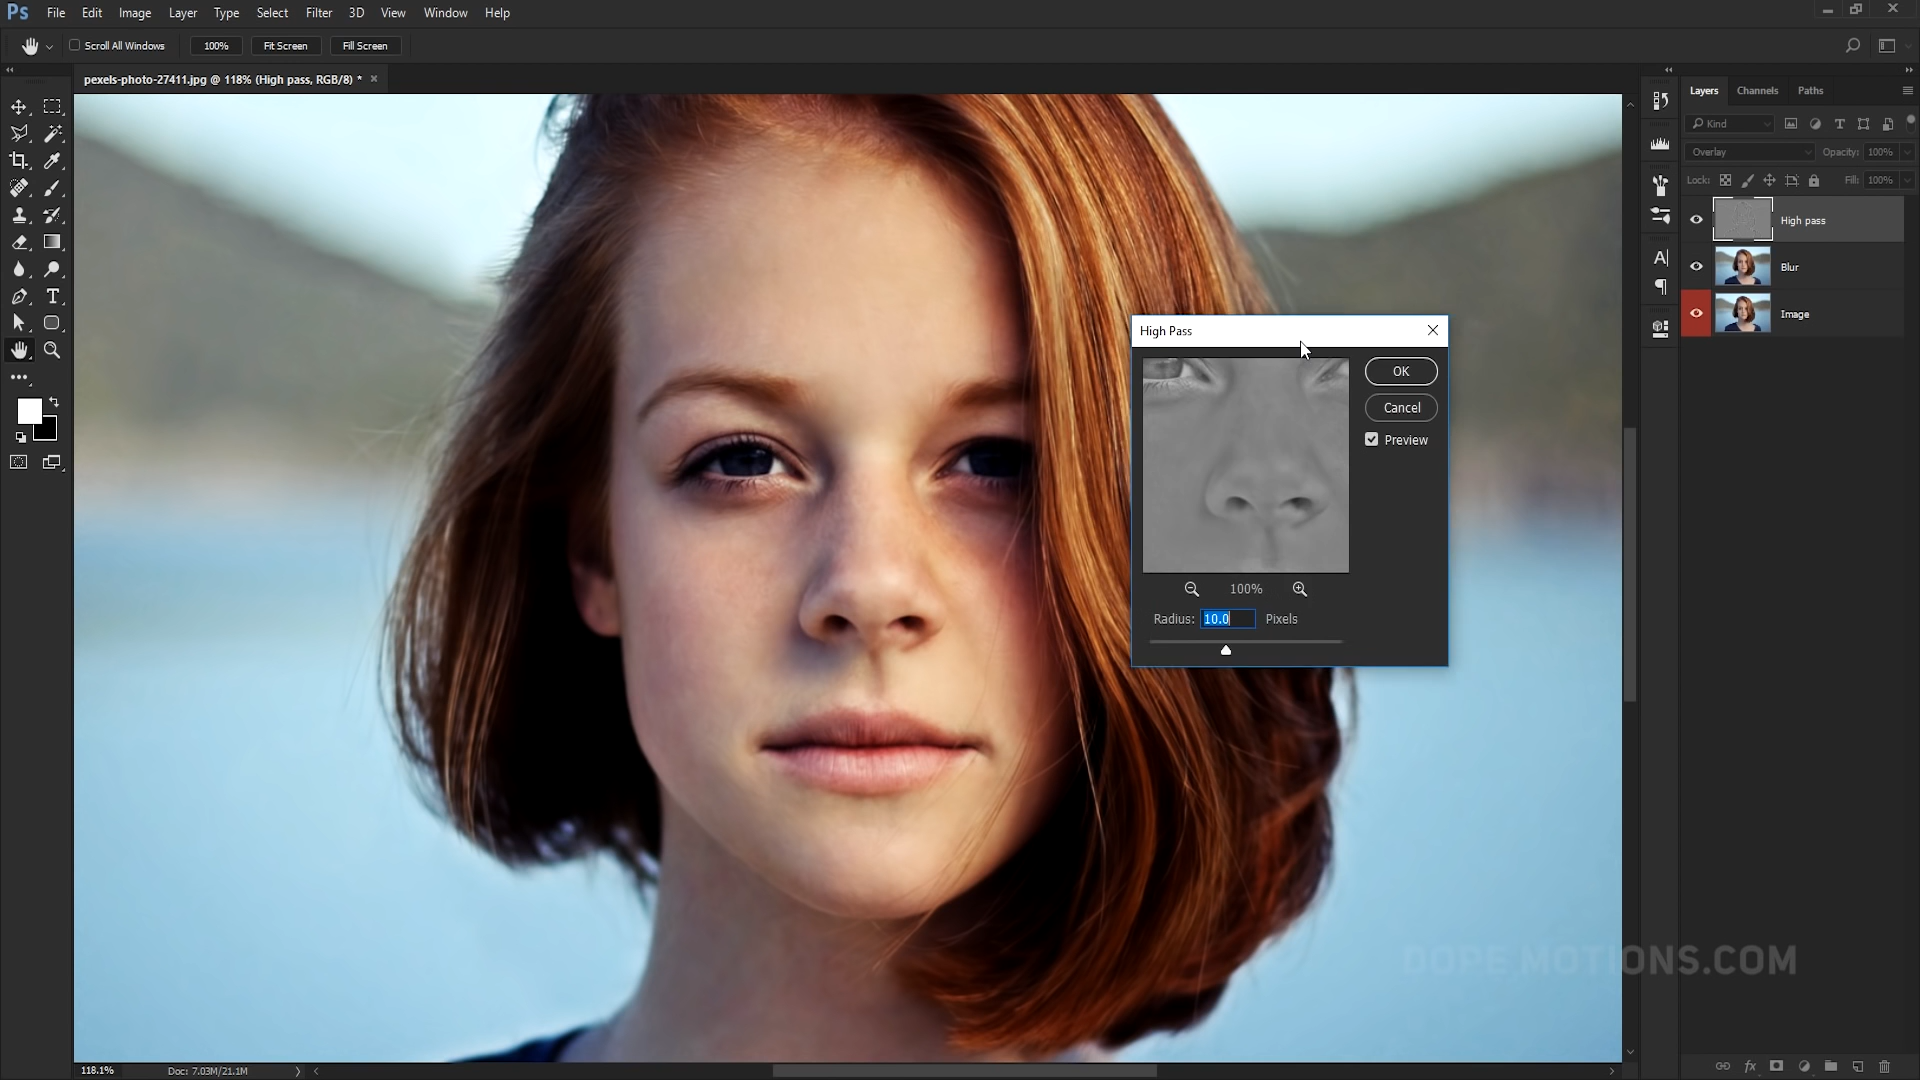 Ps File Edit Image Layer Type Select Filter 3D View Window Help
Scroll All Windows 100% Fit Screen Fill Screen
pexels-photo-27411.jpg @ 118% (High pass, RGB/8) * ×
Layers Channels Paths
Kind
Overlay Opacity: 100%
Lock: Fill: 100%
High pass
Blur
Image
High Pass
OK
Cancel
Preview
100%
Radius: 10.0 Pixels
DOPE MOTIONS.COM
118.1% Doc: 7.03M/21.1M